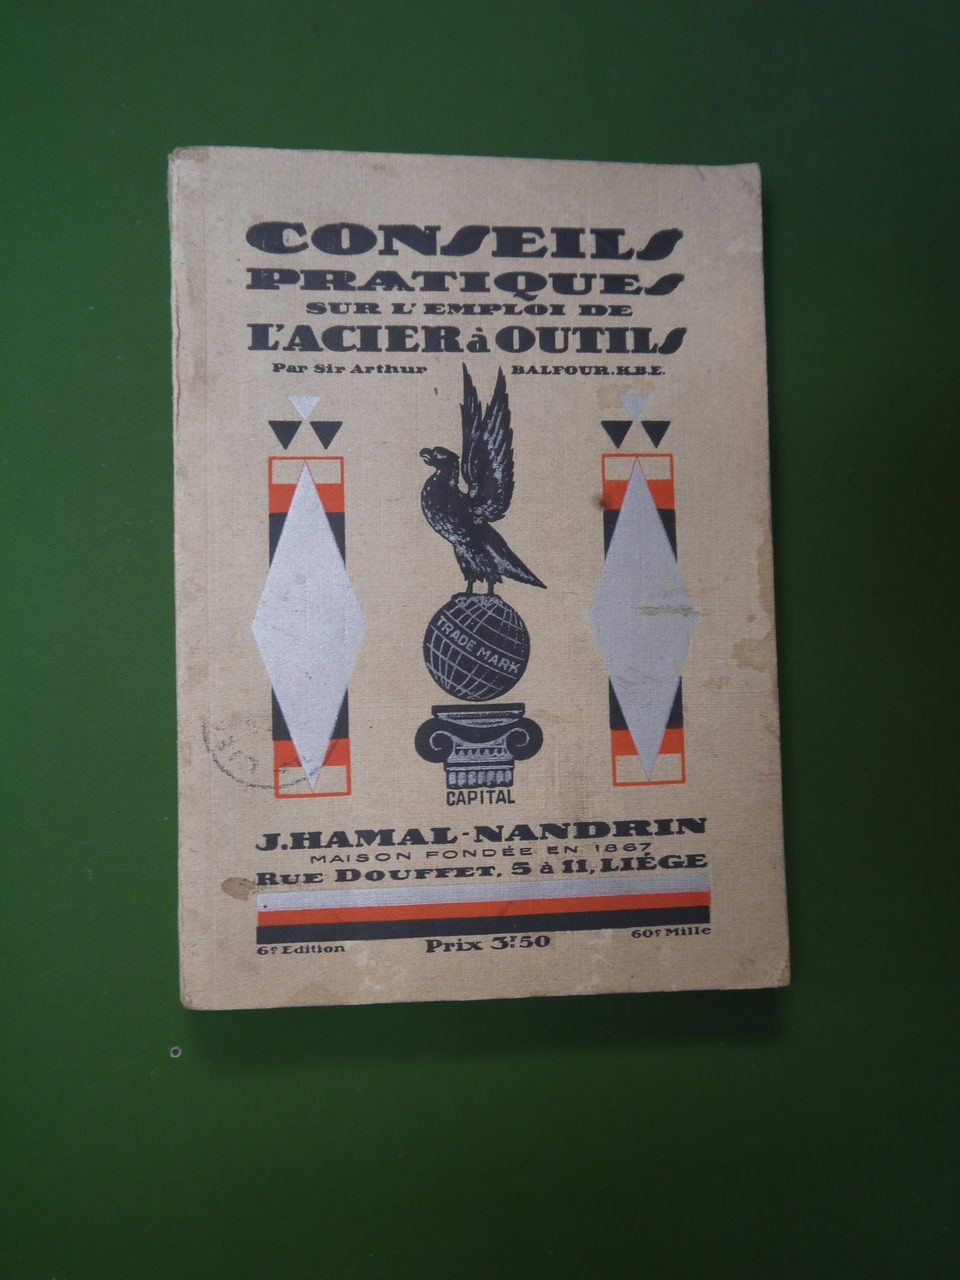 CONSEILS
PRATIQUES
SUR L'EMPLOI DE
L'ACIER à OUTILS
Par Sir Arthur BALFOUR. K.B.E.
TRADE MARK
CAPITAL
J. HAMAL-NANDRIN
MAISON FONDÉE EN 1867
RUE DOUFFET, 5 à 11, LIÉGE
6e Edition Prix 3fr50 60e Mille